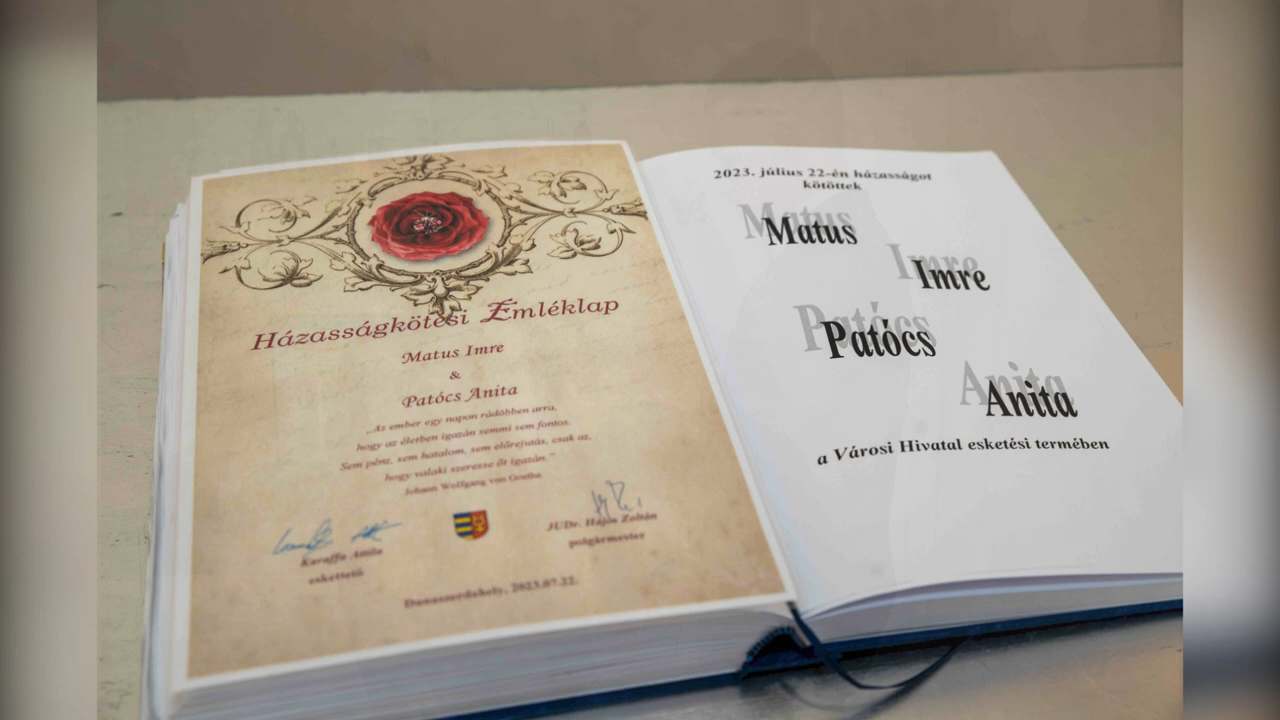 Házasságkötési Emléklap
Matus Imre
&
Patócs Anita
„Az ember egy napon rádöbben arra,
hogy az életben igazán semmi sem fontos.
Sem pénz, sem hatalom, sem előrejutás, csak az,
hogy valaki szeresse őt igazán."
Johann Wolfgang von Goethe
Karaffa Attila
eskettető
JUDr. Hájos Zoltán
polgármester
Dunaszerdahely, 2023.07.22.
2023. július 22-én házasságot
kötöttek
Matus
Imre
Patócs
Anita
a Városi Hivatal esketési termében